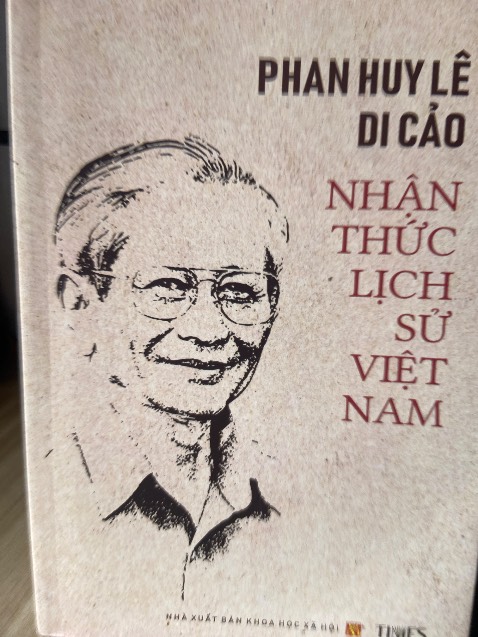 PHAN HUY LÊ
DI CẢO
NHẬN
THỨC
LỊCH
SỬ
VIỆT
NAM
NHÀ XUẤT BẢN KHOA HỌC XÃ HỘI TIMES